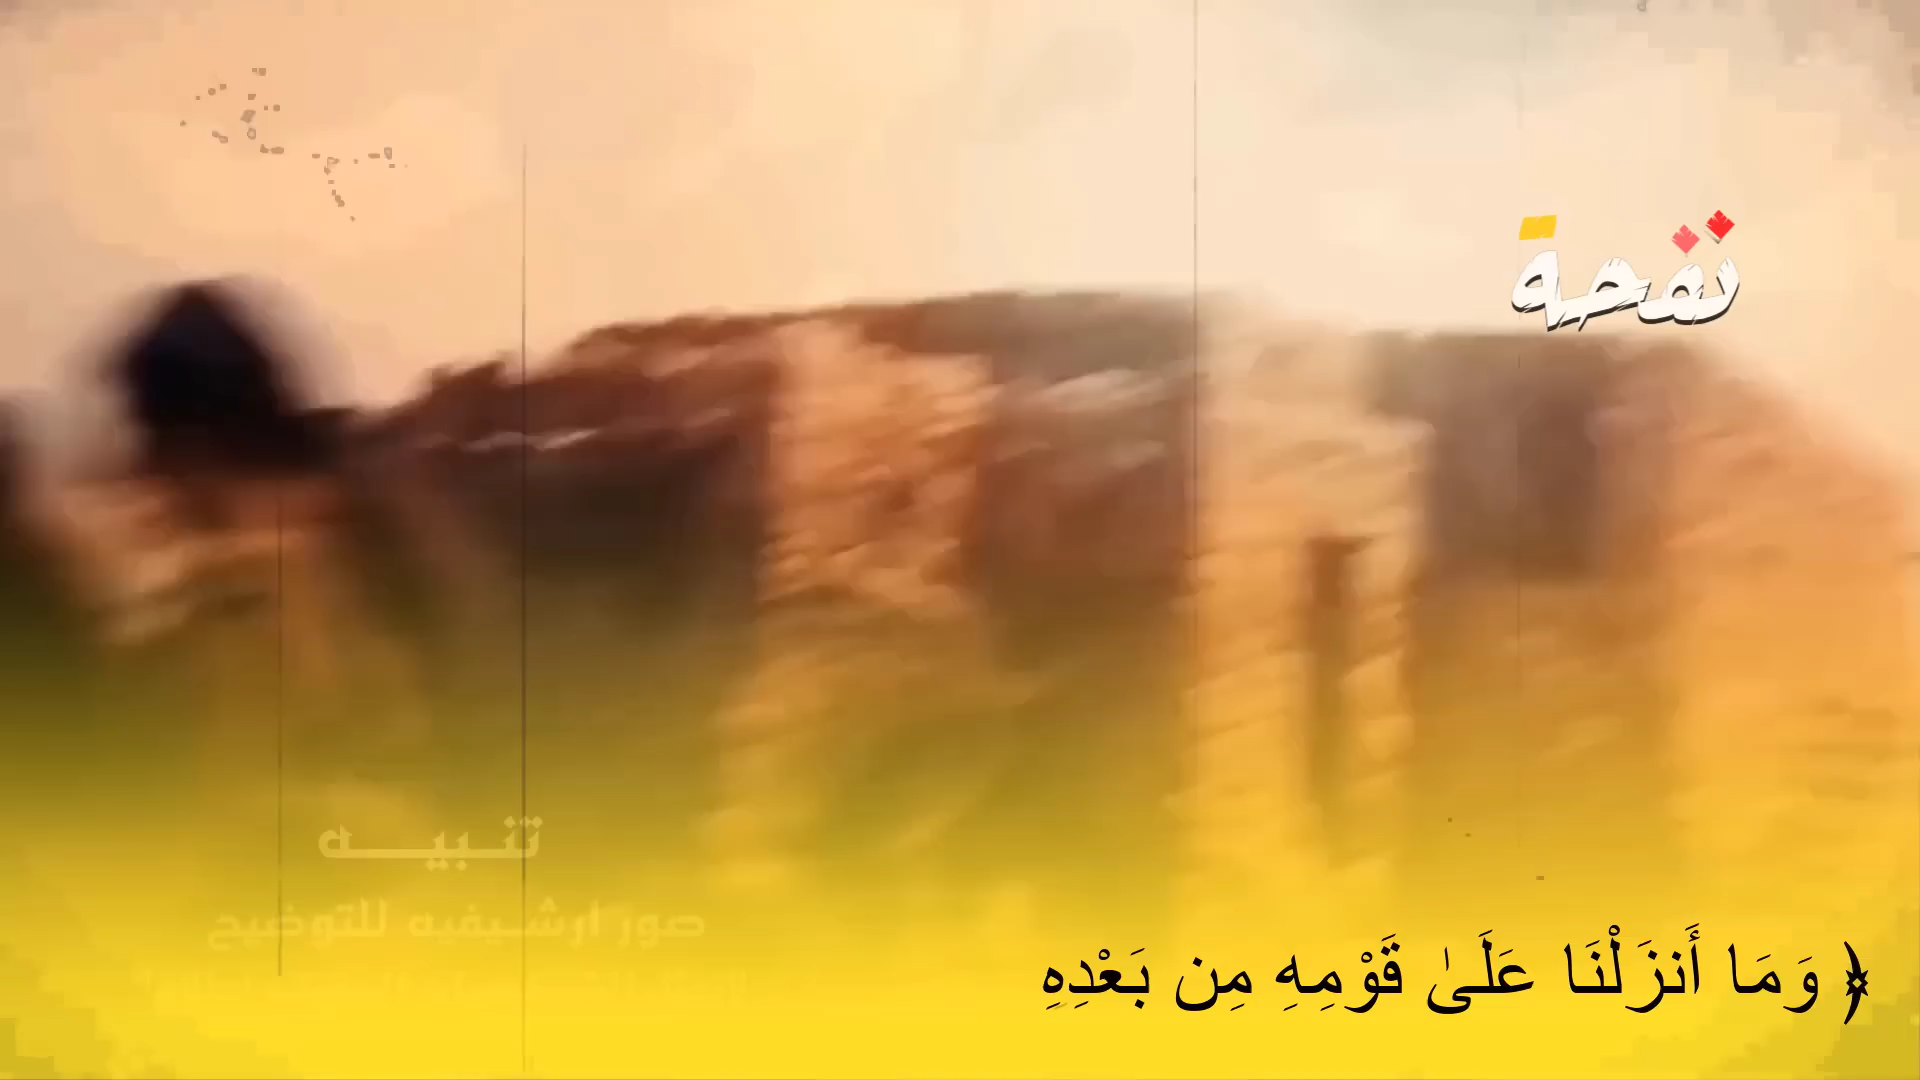 نفحة
تنبيه
صور ارشيفيه للتوضيح
﴿ وَمَا أَنزَلْنَا عَلَىٰ قَوْمِهِ مِن بَعْدِهِ